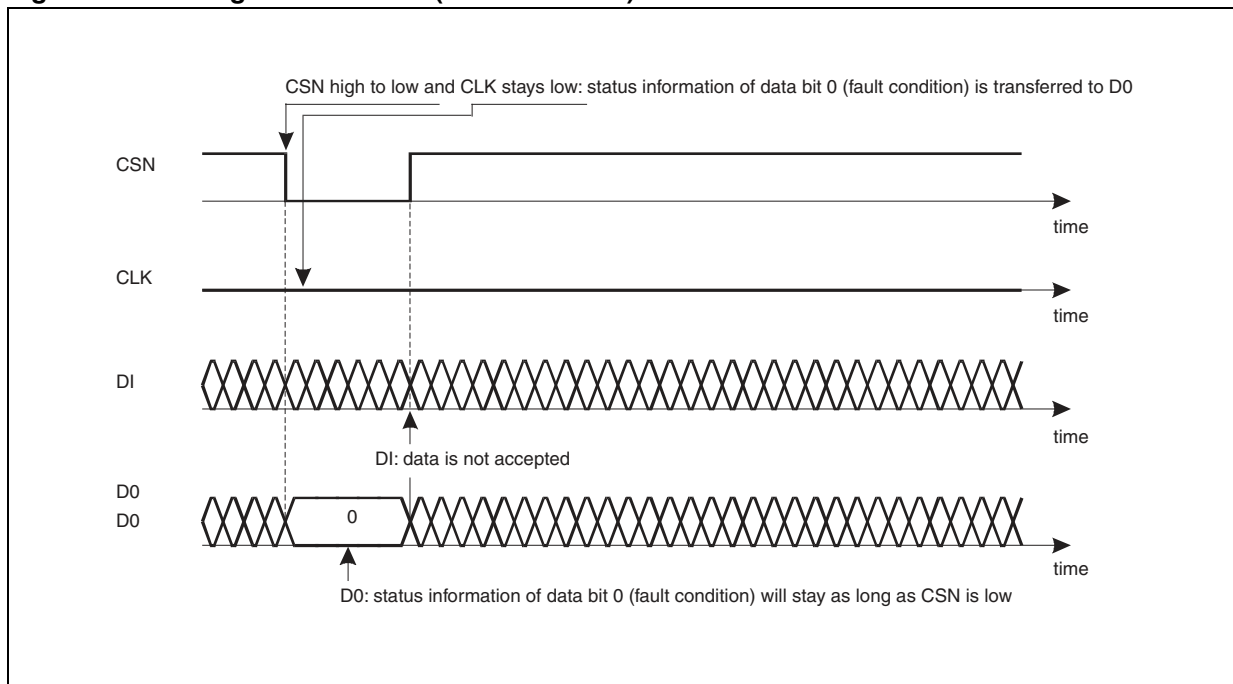 CSN high to low and CLK stays low: status information of data bit 0 (fault condition) is transferred to D0
CSN
time
CLK
time
DI
time
DI: data is not accepted
D0
D0
0
time
D0: status information of data bit 0 (fault condition) will stay as long as CSN is low